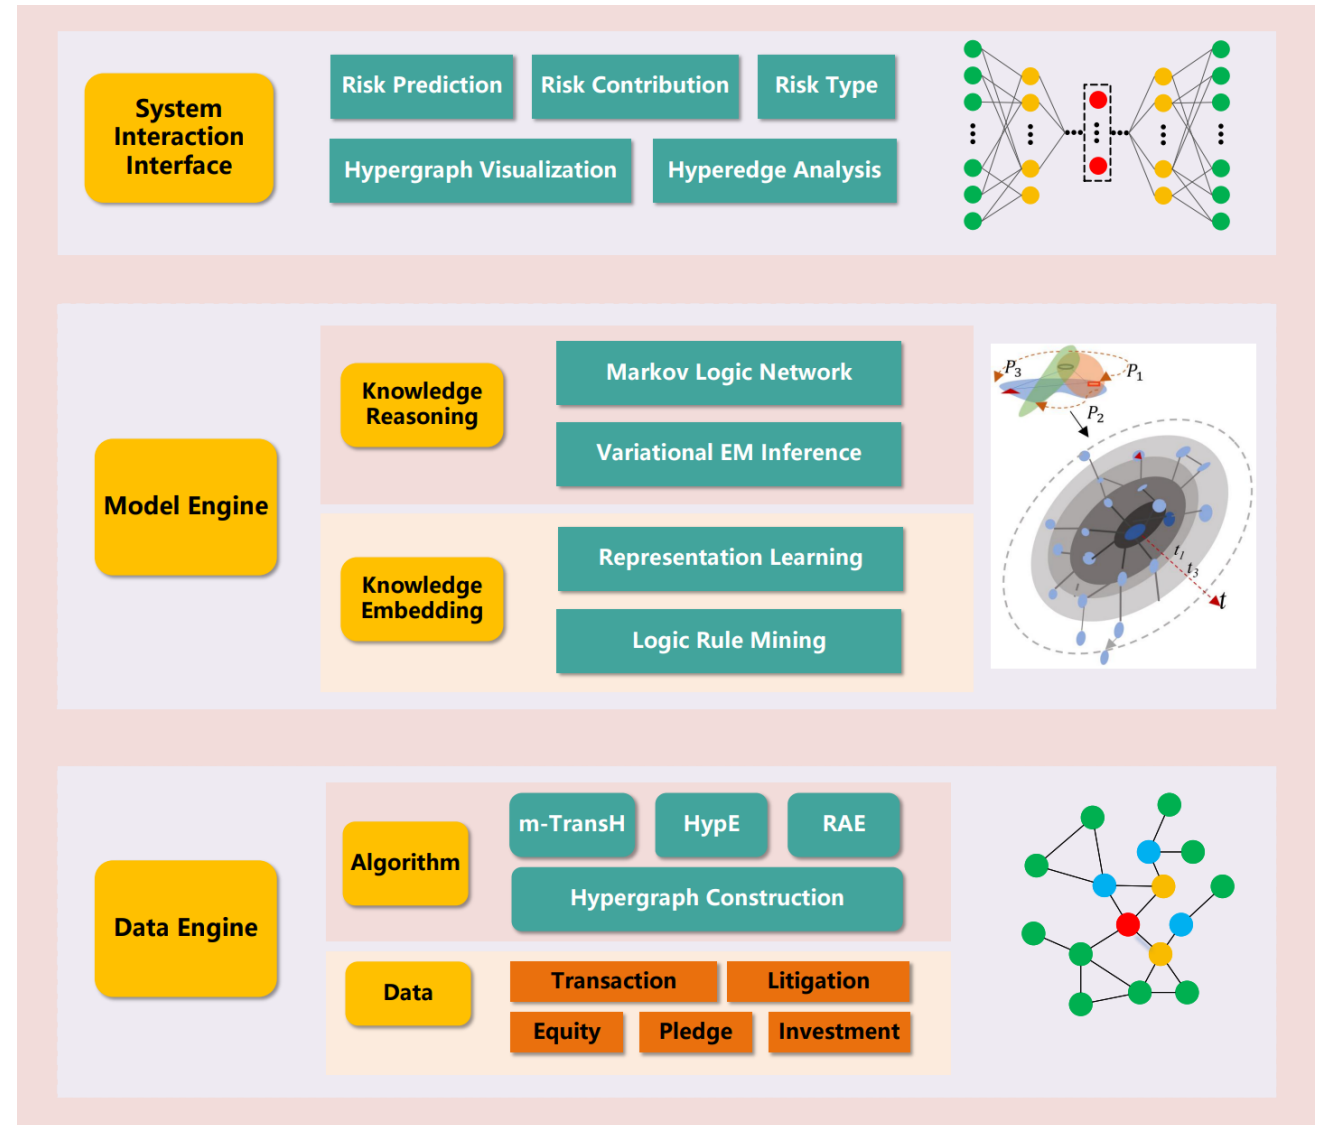 System
Interaction
Interface
Risk Prediction
Risk Contribution
Risk Type
Hypergraph Visualization
Hyperedge Analysis
Model Engine
Knowledge
Reasoning
Markov Logic Network
Variational EM Inference
Knowledge
Embedding
Representation Learning
Logic Rule Mining
P3
P1
P2
t1
t3
t
Data Engine
Algorithm
m-TransH
HypE
RAE
Hypergraph Construction
Data
Transaction
Litigation
Equity
Pledge
Investment